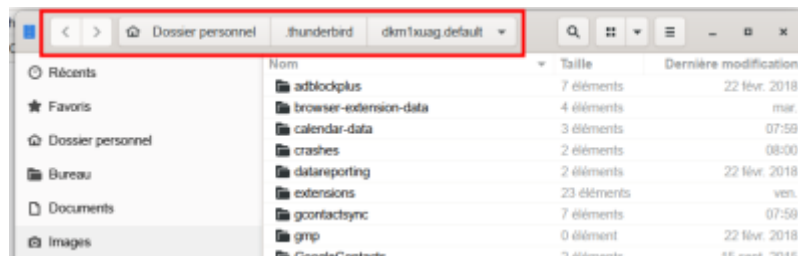 Dossier personnel .thunderbird dkm1xuag.default
Récents
Favoris
Dossier personnel
Bureau
Documents
Images
Nom Taille Dernière modification
adblockplus 7 éléments 22 févr. 2018
browser-extension-data 4 éléments mar.
calendar-data 3 éléments 07:59
crashes 2 éléments 08:00
datareporting 2 éléments 22 févr. 2018
extensions 23 éléments ven.
gcontactsync 7 éléments 07:59
gmp 0 élément 22 févr. 2018